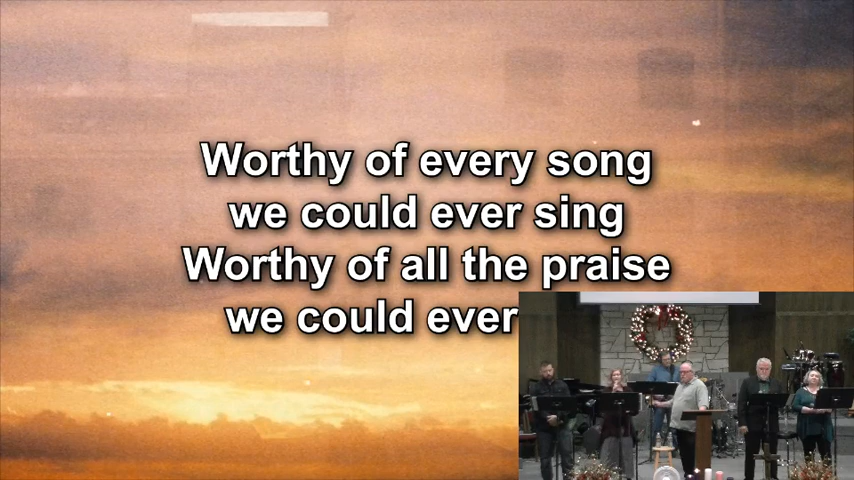 Worthy of every song
we could ever sing
Worthy of all the praise
we could ever